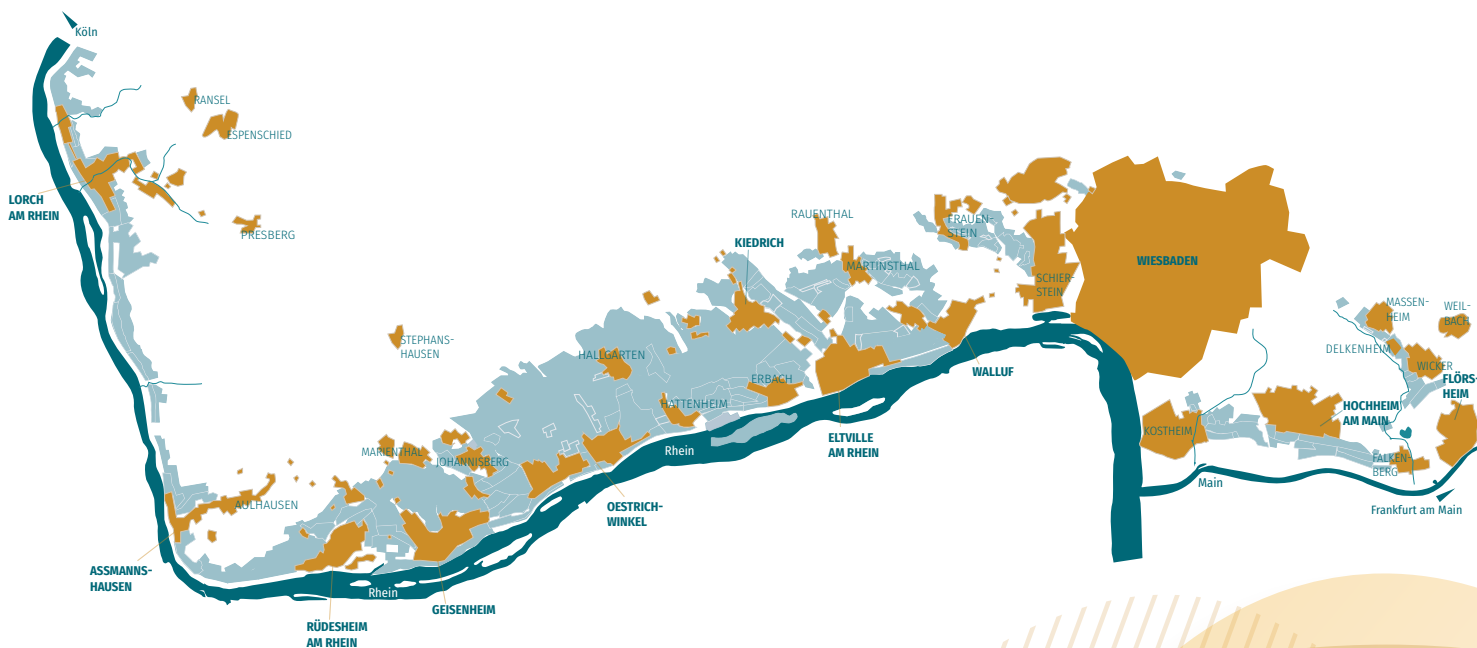 Köln
RANSEL
ESPENSCHIED
LORCH
AM RHEIN
PRESBERG
STEPHANS-
HAUSEN
MARIENTHAL
JOHANNISBERG
AULHAUSEN
ASSMANNS-
HAUSEN
RÜDESHEIM
AM RHEIN
Rhein
GEISENHEIM
OESTRICH-
WINKEL
HALLGARTEN
HATTENHEIM
Rhein
ERBACH
KIEDRICH
RAUENTHAL
MARTINSTHAL
ELTVILLE
AM RHEIN
WALLUF
FRAUEN-
STEIN
SCHIER-
STEIN
WIESBADEN
KOSTHEIM
Main
HOCHHEIM
AM MAIN
MASSEN-
HEIM
WEIL-
BACH
DELKENHEIM
WICKER
FLÖRS-
HEIM
FALKEN-
BERG
Frankfurt am Main